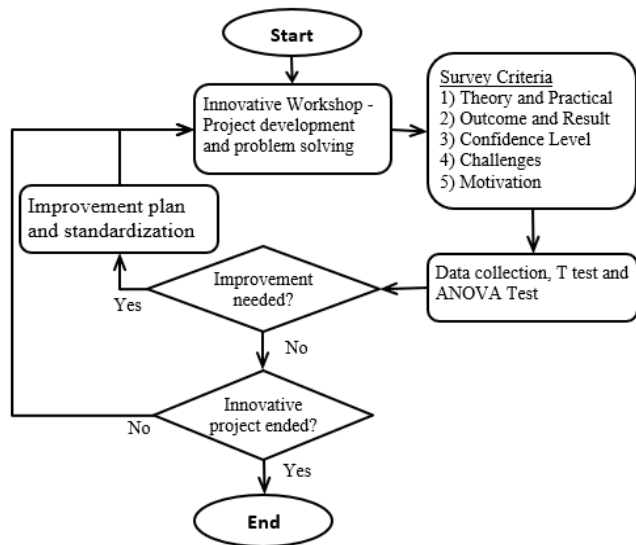 Start
Innovative Workshop -
Project development
and problem solving
Survey Criteria
1) Theory and Practical
2) Outcome and Result
3) Confidence Level
4) Challenges
5) Motivation
Improvement plan
and standardization
Data collection, T test and
ANOVA Test
Improvement
needed?
Yes
No
Innovative
project ended?
No
Yes
End